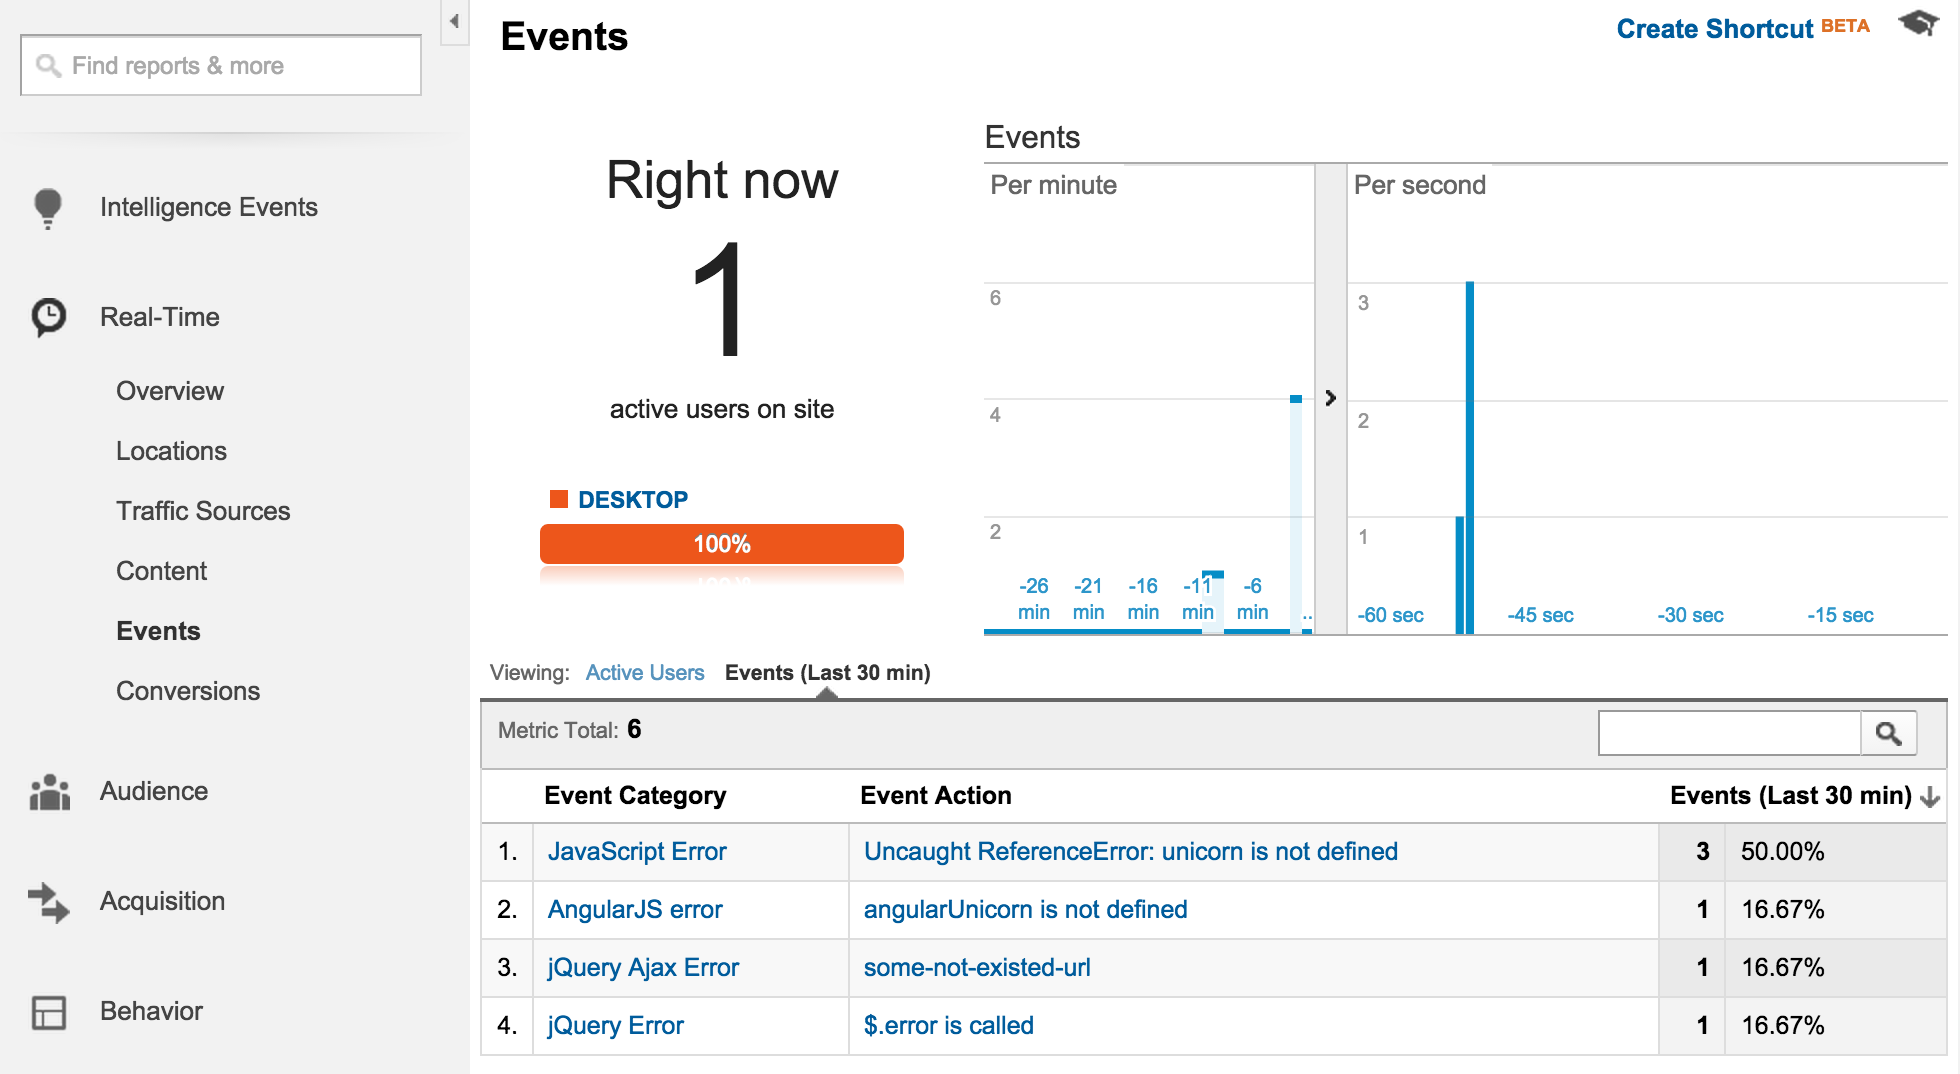 Find reports & more
Intelligence Events
Real-Time
Overview
Locations
Traffic Sources
Content
Events
Conversions
Audience
Acquisition
Behavior
Events
Create Shortcut BETA
Right now
1
active users on site
DESKTOP
100%
Events
Per minute
6
4
2
-26 min
-21 min
-16 min
-11 min
-6 min
..
Per second
3
2
1
-60 sec
-45 sec
-30 sec
-15 sec
Viewing: Active Users Events (Last 30 min)
Metric Total: 6
Event Category Event Action Events (Last 30 min)
1. JavaScript Error Uncaught ReferenceError: unicorn is not defined 3 50.00%
2. AngularJS error angularUnicorn is not defined 1 16.67%
3. jQuery Ajax Error some-not-existed-url 1 16.67%
4. jQuery Error $.error is called 1 16.67%